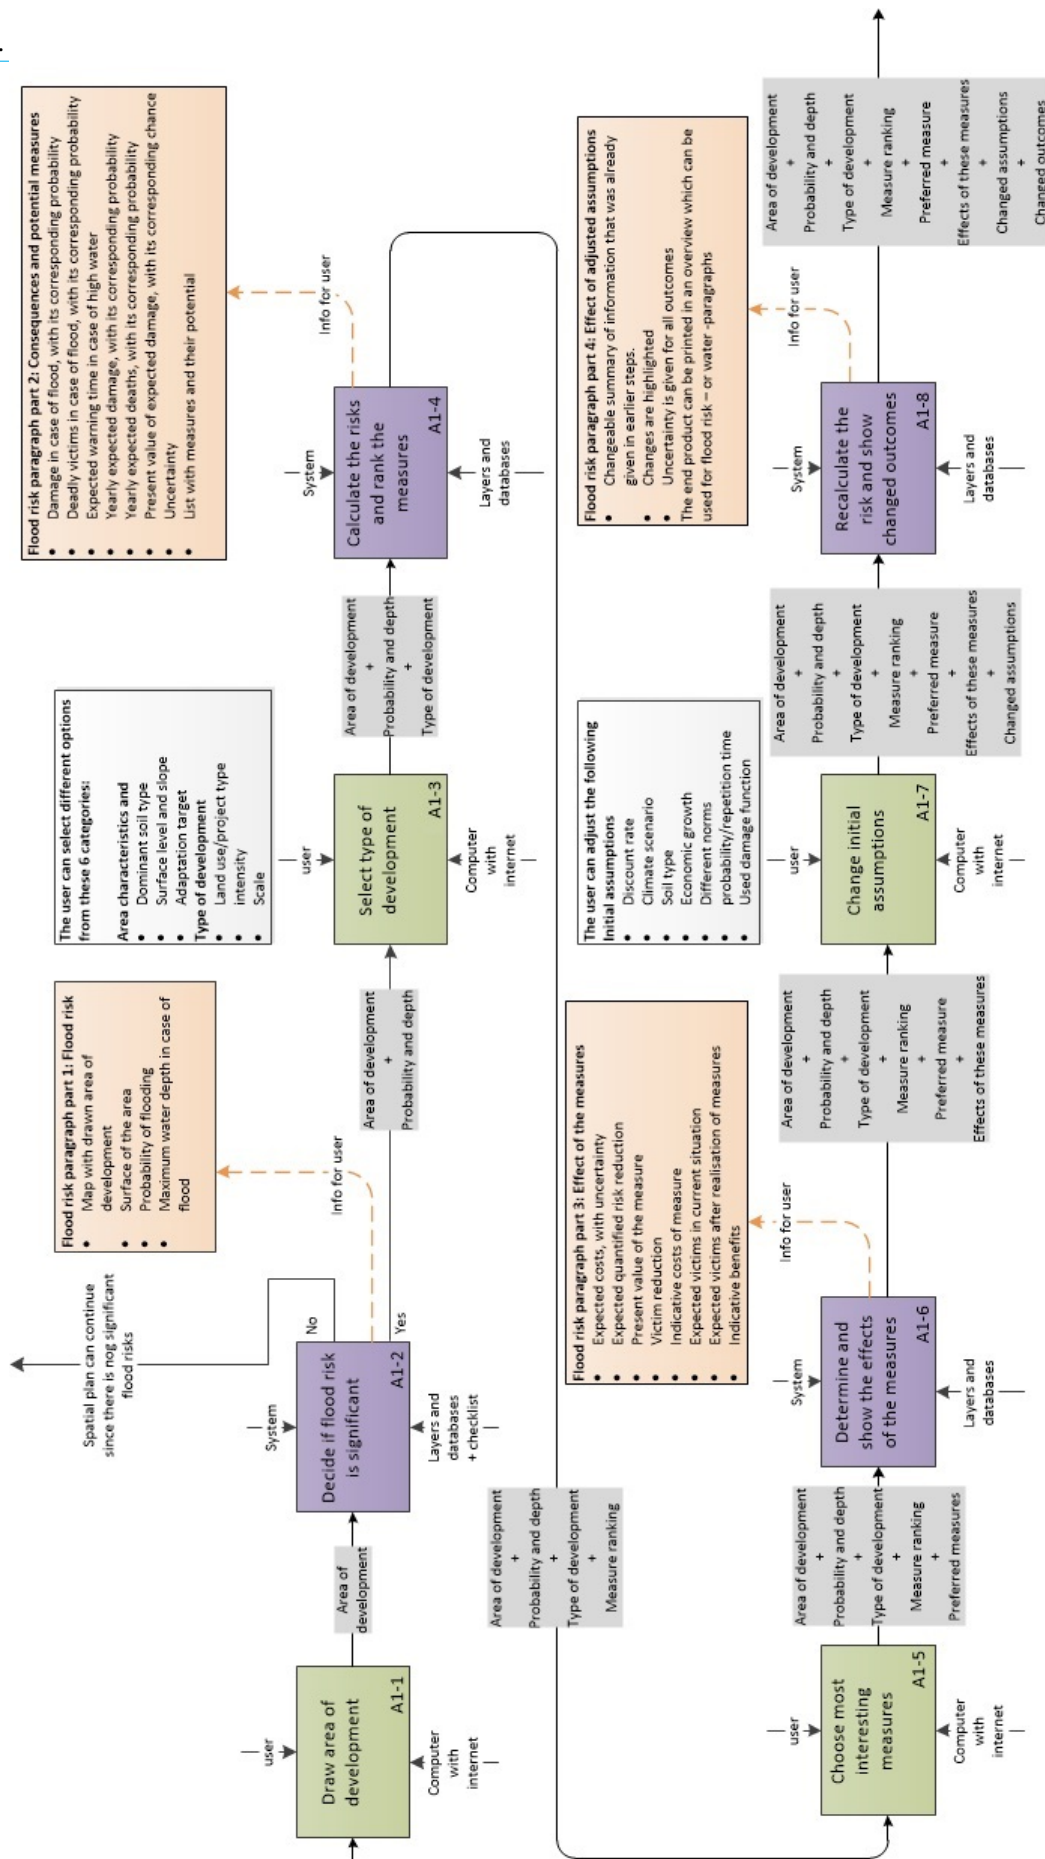 Spatial plan can continue
since there is nog significant
flood risks
Flood risk paragraph part 1: Flood risk
• Map with drawn area of
development
• Surface of the area
• Probability of flooding
• Maximum water depth in case of
flood
The user can select different options
from these 6 categories:
Area characteristics and
• Dominant soil type
• Surface level and slope
• Adaptation target
Type of development
• Land use/project type
• intensity
• Scale
Flood risk paragraph part 2: Consequences and potential measures
• Damage in case of flood, with its corresponding probability
• Deadly victims in case of flood, with its corresponding probability
• Expected warning time in case of high water
• Yearly expected damage, with its corresponding probability
• Yearly expected deaths, with its corresponding probability
• Present value of expected damage, with its corresponding chance
• Uncertainty
• List with measures and their potential
user
Draw area of
development
A1-1
Computer
with
internet
Area of
development
System
Decide if flood risk
is significant
A1-2
Layers and
databases
+ checklist
No
Yes
Info for user
Area of development
+
Probability and depth
user
Select type of
development
A1-3
Computer
with
internet
Area of development
+
Probability and depth
+
Type of development
System
Calculate the risks
and rank the
measures
A1-4
Layers and
databases
Info for user
Area of development
+
Probability and depth
+
Type of development
+
Measure ranking
Flood risk paragraph part 3: Effect of the measures
• Expected costs, with uncertainty
• Expected quantified risk reduction
• Present value of the measure
• Victim reduction
• Indicative costs of measure
• Expected victims in current situation
• Expected victims after realisation of measures
• Indicative benefits
The user can adjust the following
Initial assumptions
• Discount rate
• Climate scenario
• Soil type
• Economic growth
• Different norms
• probability/repetition time
• Used damage function
Flood risk paragraph part 4: Effect of adjusted assumptions
• Changeable summary of information that was already
given in earlier steps.
• Changes are highlighted
• Uncertainty is given for all outcomes
The end product can be printed in an overview which can be
used for flood risk – or water -paragraphs
user
Choose most
interesting
measures
A1-5
Computer
with
internet
Area of development
+
Probability and depth
+
Type of development
+
Measure ranking
+
Preferred measures
System
Determine and
show the effects
of the measures
A1-6
Layers and
databases
Info for user
Area of development
+
Probability and depth
+
Type of development
+
Measure ranking
+
Preferred measure
+
Effects of these measures
user
Change initial
assumptions
A1-7
Computer
with
internet
Area of development
+
Probability and depth
+
Type of development
+
Measure ranking
+
Preferred measure
+
Effects of these measures
+
Changed assumptions
System
Recalculate the
risk and show
changed outcomes
A1-8
Layers and
databases
Info for user
Area of development
+
Probability and depth
+
Type of development
+
Measure ranking
+
Preferred measure
+
Effects of these measures
+
Changed assumptions
+
Changed outcomes